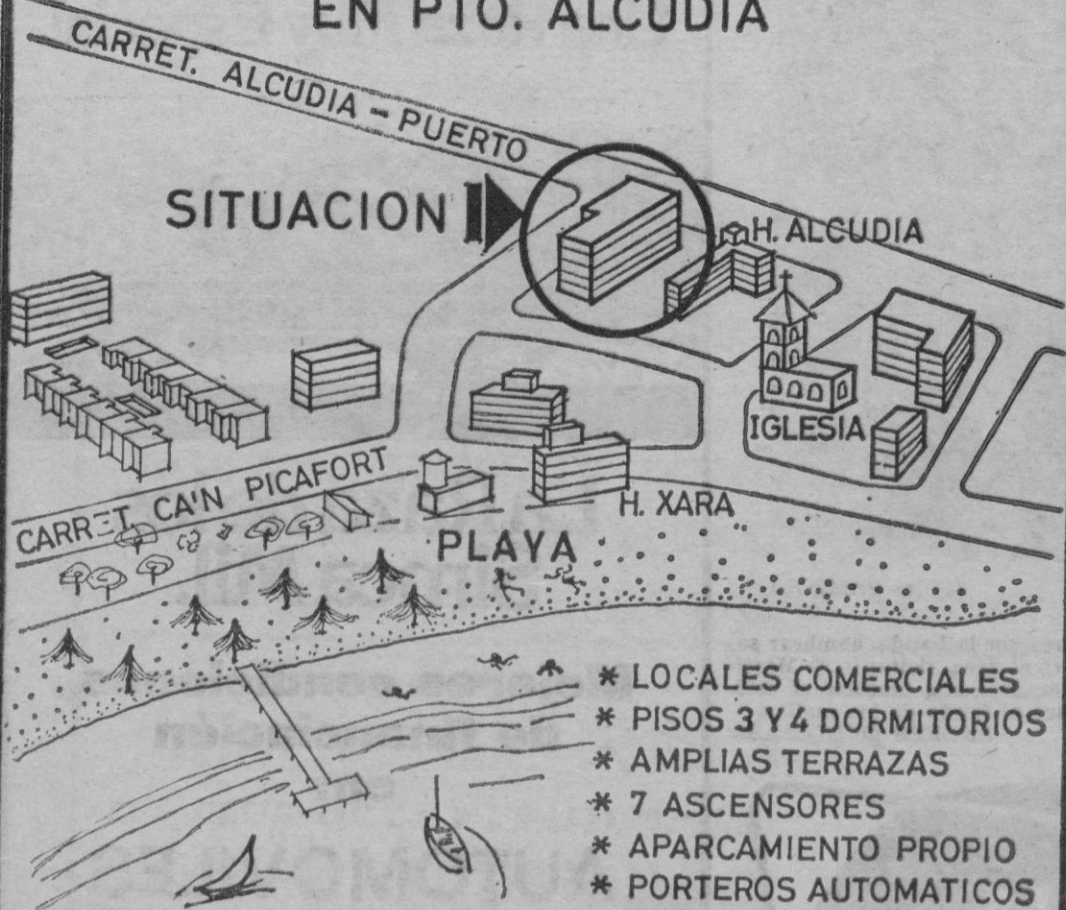 EN PTO. ALCUDIA
CARRET. ALCUDIA - PUERTO
SITUACION
H. ALCUDIA
IGLESIA
CARRET CA'N PICAFORT
H. XARA
PLAYA
* LOCALES COMERCIALES
* PISOS 3 Y 4 DORMITORIOS
* AMPLIAS TERRAZAS
* 7 ASCENSORES
* APARCAMIENTO PROPIO
* PORTEROS AUTOMATICOS